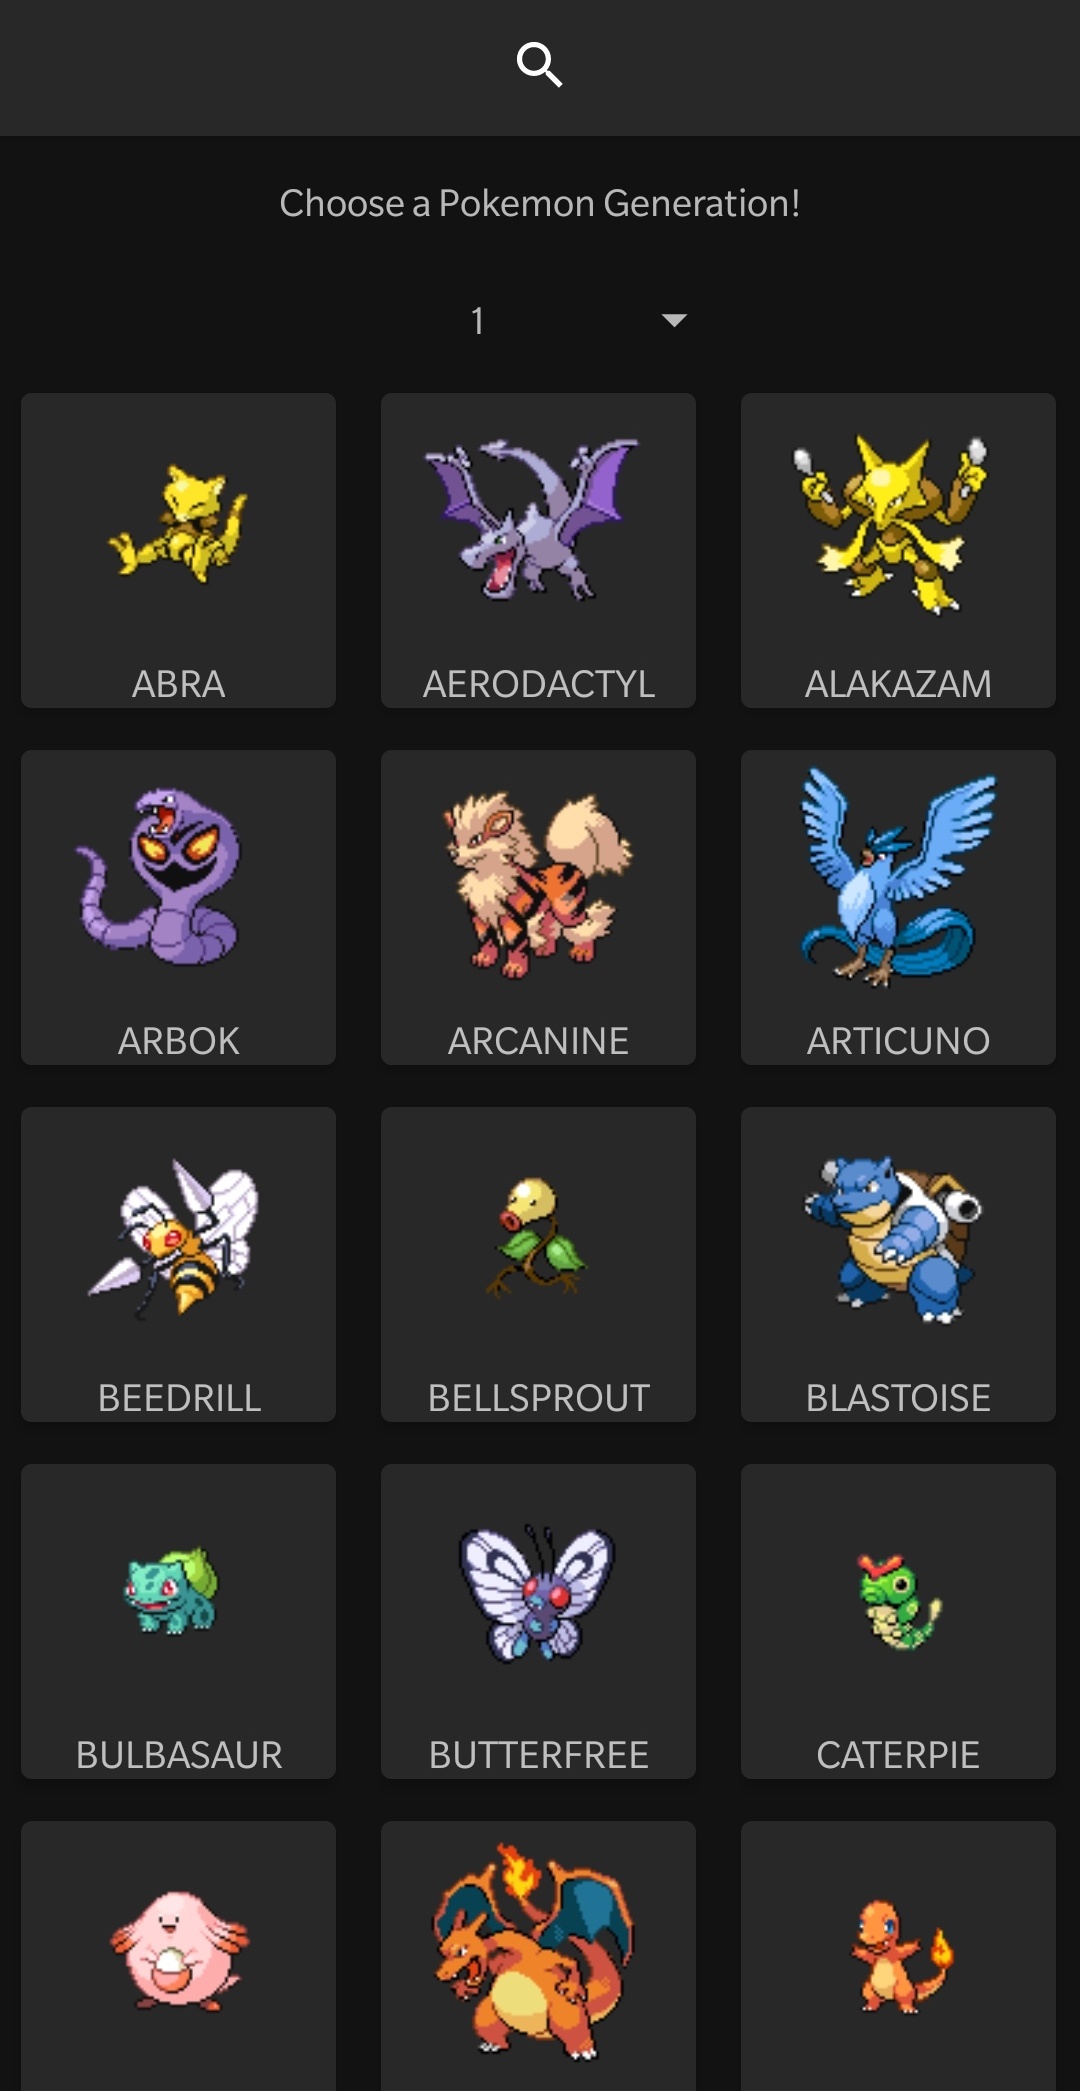 Choose a Pokemon Generation!
1
ABRA
AERODACTYL
ALAKAZAM
ARBOK
ARCANINE
ARTICUNO
BEEDRILL
BELLSPROUT
BLASTOISE
BULBASAUR
BUTTERFREE
CATERPIE